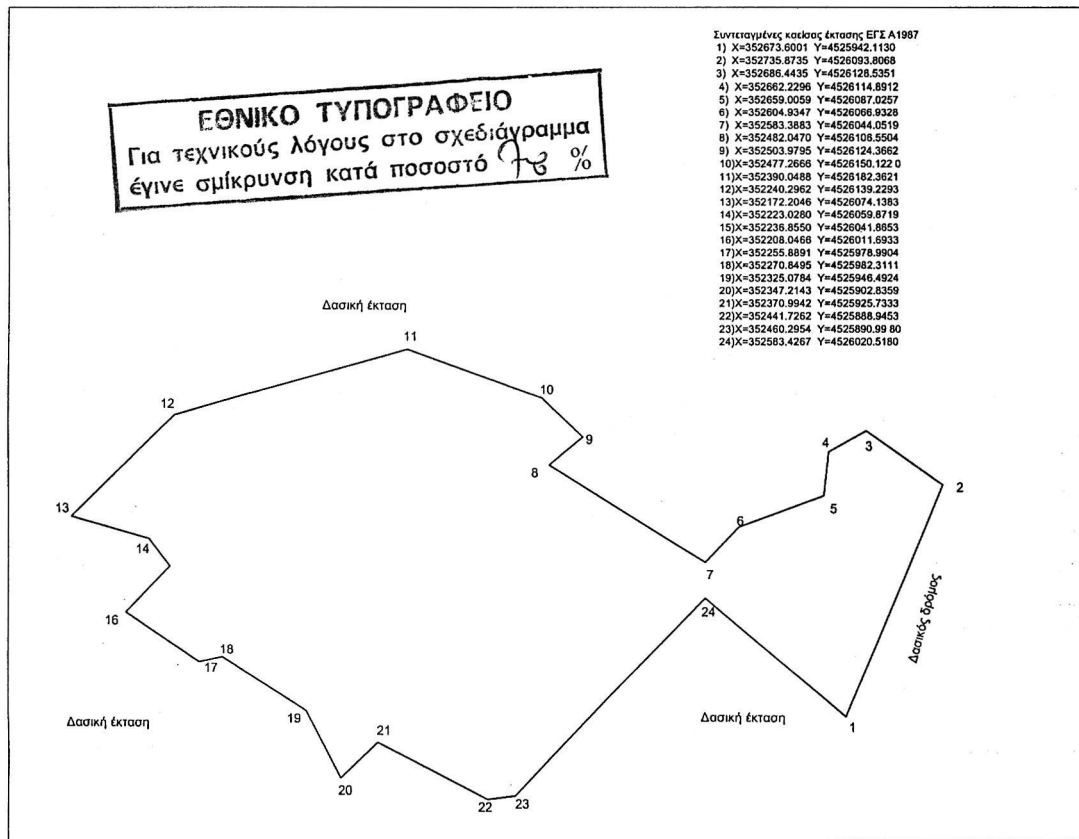 Συντεταγμένες καείσας έκτασης ΕΓΣ Α1987
1) X=352673.6001 Y=4525942.1130
2) X=352735.8735 Y=4526093.8068
3) X=352686.4435 Y=4526128.5351
4) X=352662.2296 Y=4526114.8912
5) X=352659.0059 Y=4526087.0257
6) X=352604.9347 Y=4526066.9328
7) X=352583.3883 Y=4526044.0519
8) X=352482.0470 Y=4526106.5504
9) X=352503.9795 Y=4526124.3662
10)X=352477.2666 Y=4526150.122 0
11)X=352390.0488 Y=4526182.3621
12)X=352240.2962 Y=4526139.2293
13)X=352172.2046 Y=4526074.1383
14)X=352223.0280 Y=4526059.8719
15)X=352236.8550 Y=4526041.8653
16)X=352208.0466 Y=4526011.6933
17)X=352255.8891 Y=4525978.9904
18)X=352270.8495 Y=4525982.3111
19)X=352325.0784 Y=4525946.4924
20)X=352347.2143 Y=4525902.8359
21)X=352370.9942 Y=4525925.7333
22)X=352441.7262 Y=4525888.9453
23)X=352460.2954 Y=4525890.99 80
24)X=352583.4267 Y=4526020.5180
ΕΘΝΙΚΟ ΤΥΠΟΓΡΑΦΕΙΟ
Για τεχνικούς λόγους στο σχεδιάγραμμα
έγινε σμίκρυνση κατά ποσοστό %
Δασική έκταση
11
10
12
9
8
4
3
2
5
13
6
14
7
24
16
18
17
Δασικός δρόμος
19
Δασική έκταση
21
Δασική έκταση
1
20
22
23